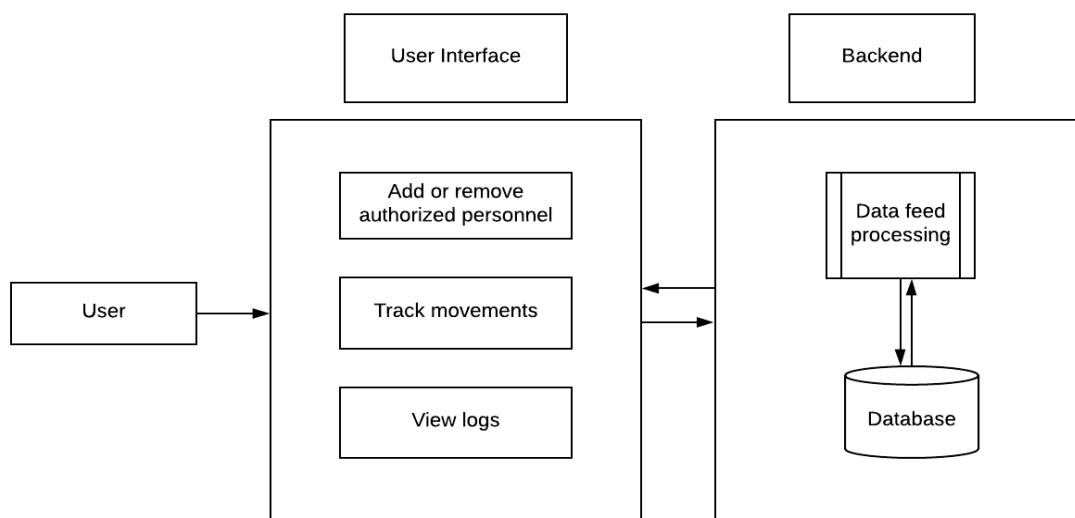 User Interface
Backend
Add or remove
authorized personnel
Data feed
processing
User
Track movements
View logs
Database